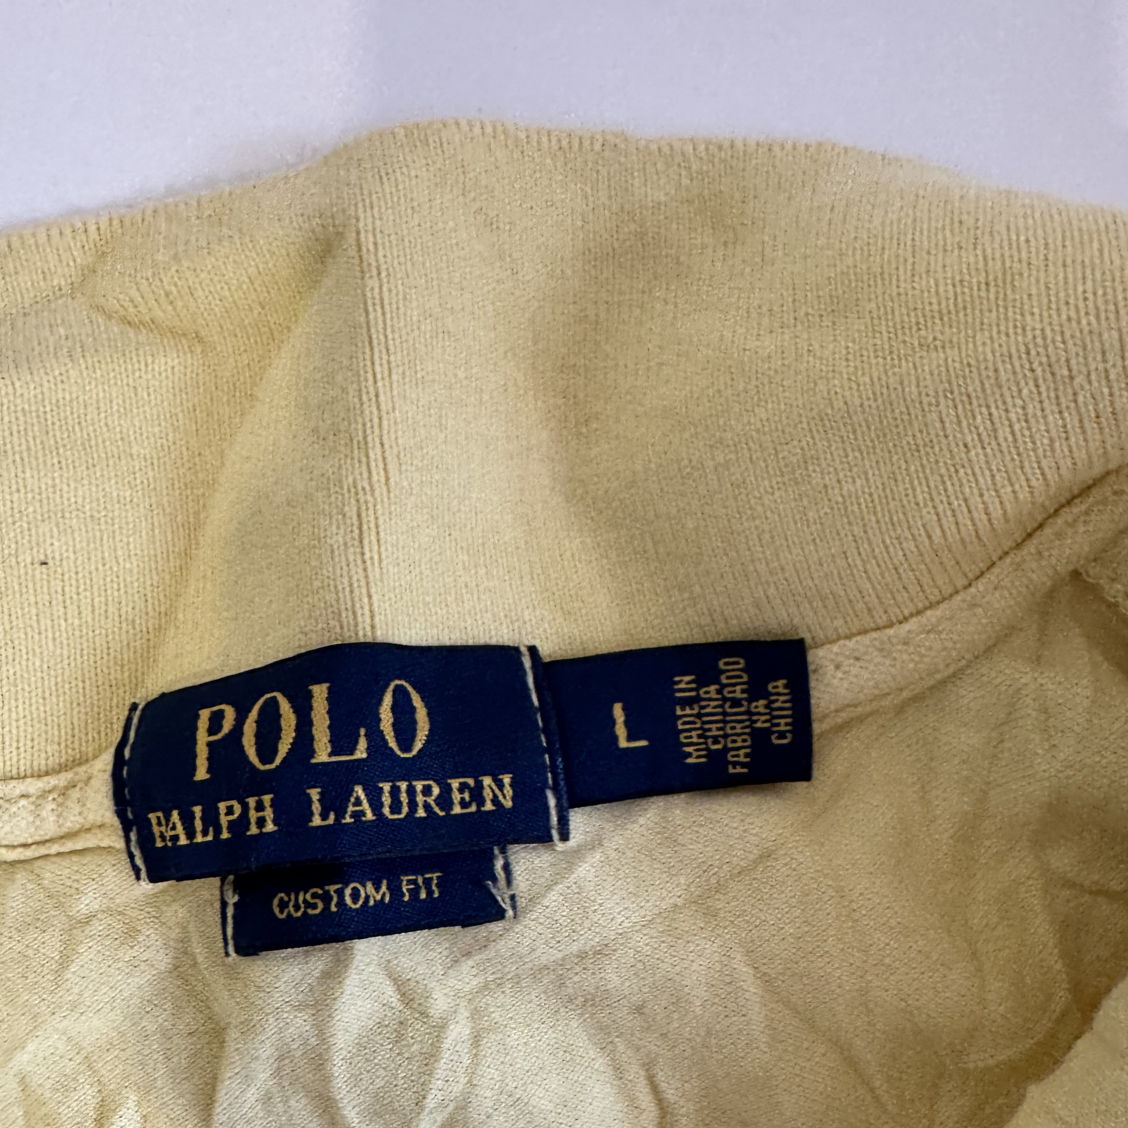 POLO
RALPH LAUREN
CUSTOM FIT
L
MADE IN
CHINA
FABRICADO
NA
CHINA